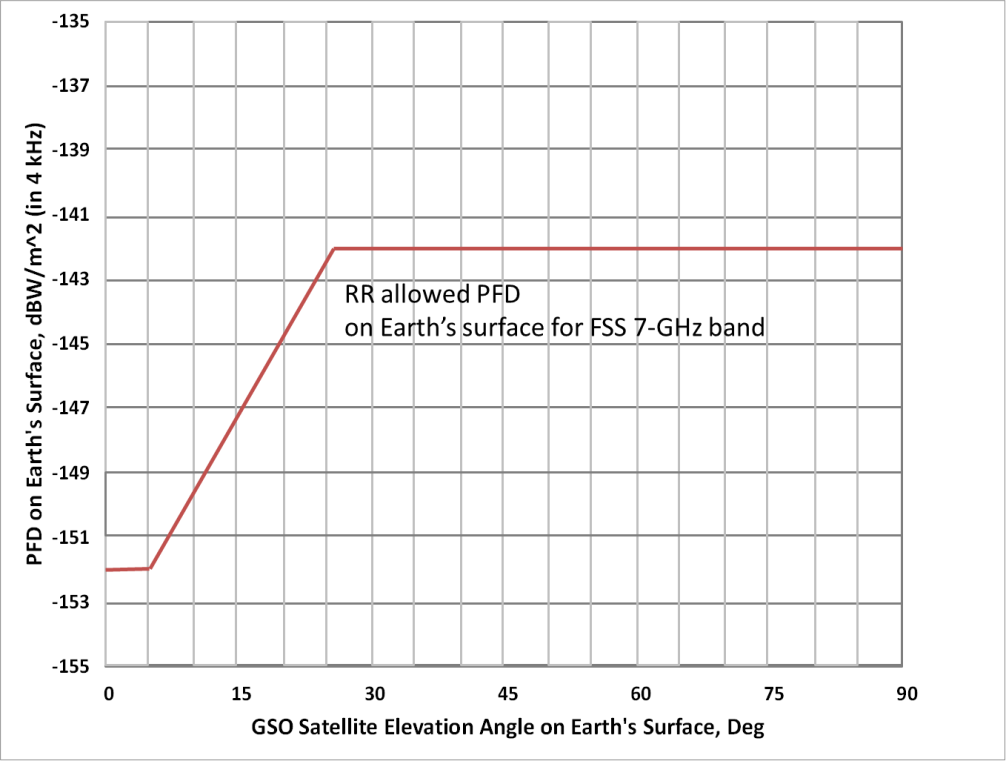 -135
-137
-139
-141
-143
-145
-147
-149
-151
-153
-155
PFD on Earth's Surface, dBW/m^2 (in 4 kHz)
RR allowed PFD
on Earth’s surface for FSS 7-GHz band
0 15 30 45 60 75 90
GSO Satellite Elevation Angle on Earth's Surface, Deg